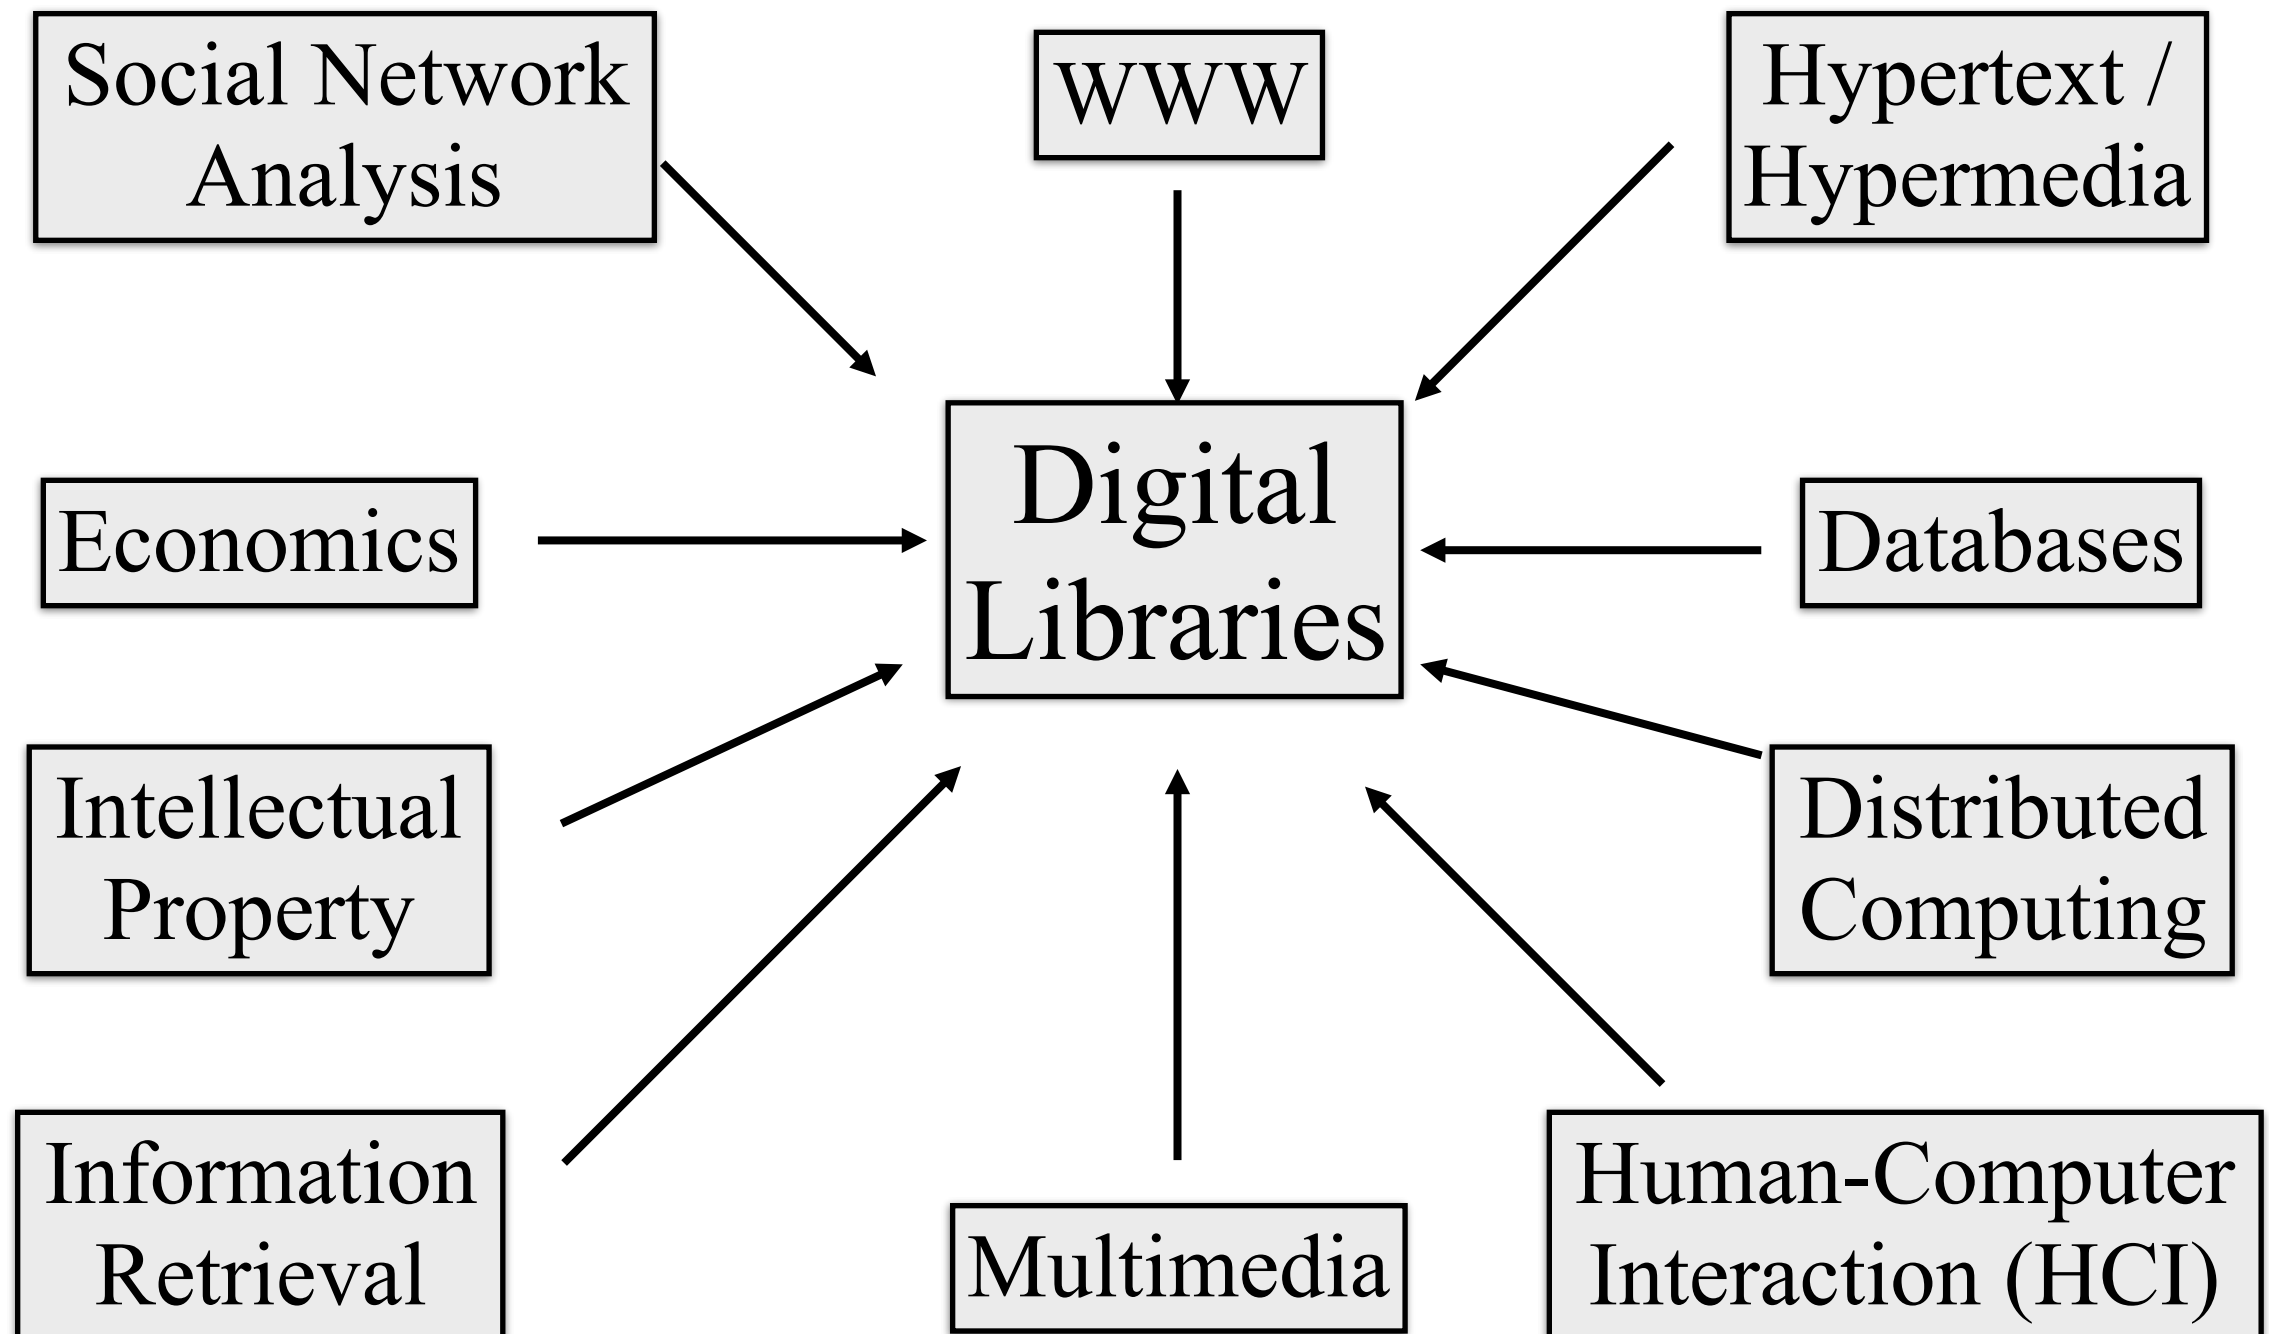 Social Network
Analysis
WWW
Hypertext /
Hypermedia
Digital
Libraries
Economics
Databases
Intellectual
Property
Distributed
Computing
Information
Retrieval
Multimedia
Human-Computer
Interaction (HCI)